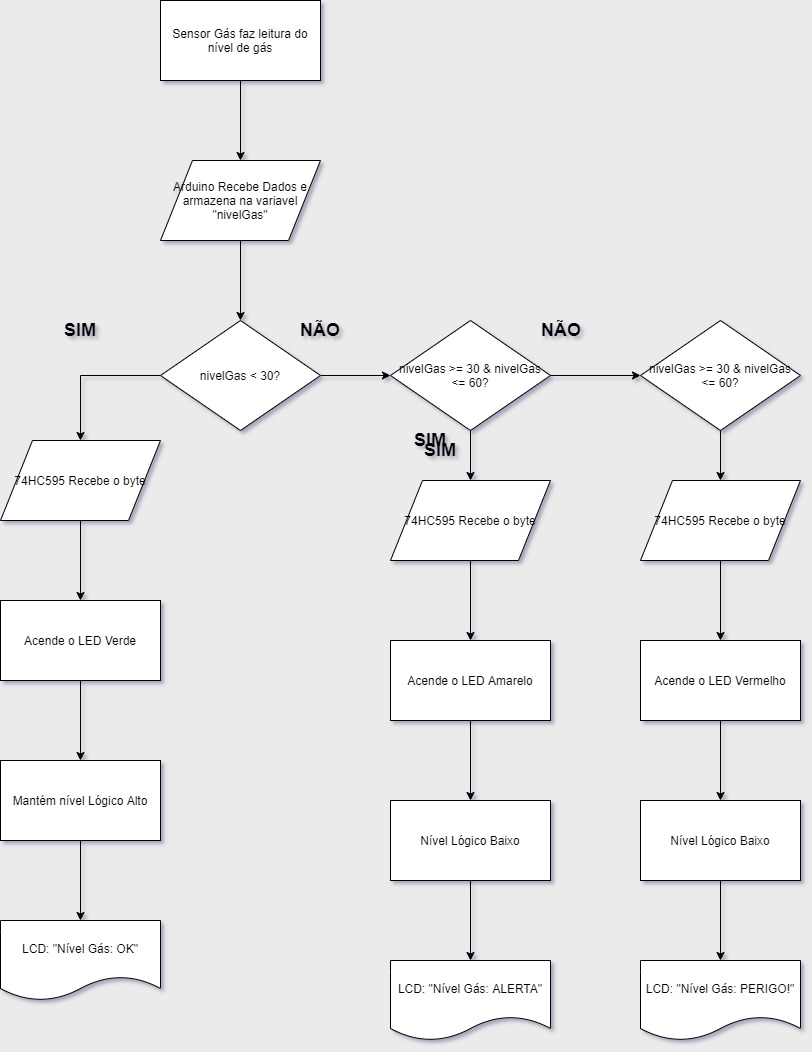 Sensor Gás faz leitura do
nível de gás
Arduino Recebe Dados e
armazena na variavel
"nivelGas"
SIM
NÃO
NÃO
nivelGas < 30?
nivelGas >= 30 & nivelGas
<= 60?
nivelGas >= 30 & nivelGas
<= 60?
SIM
SIM
74HC595 Recebe o byte
74HC595 Recebe o byte
74HC595 Recebe o byte
Acende o LED Verde
Acende o LED Amarelo
Acende o LED Vermelho
Mantém nível Lógico Alto
Nível Lógico Baixo
Nível Lógico Baixo
LCD: "Nível Gás: OK"
LCD: "Nível Gás: ALERTA"
LCD: "Nível Gás: PERIGO!"